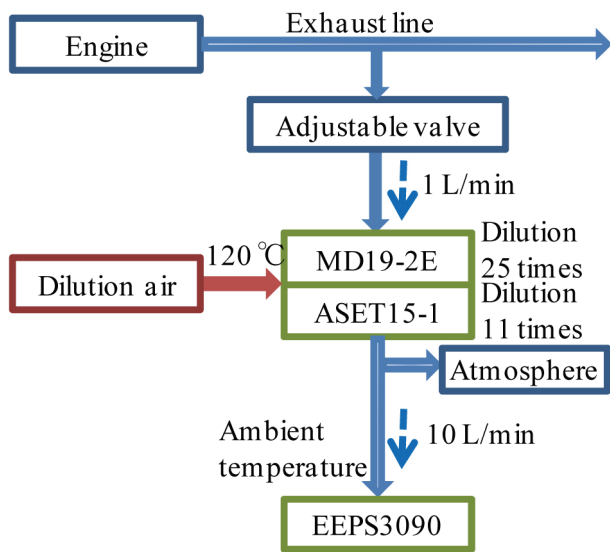 Exhaust line
Engine
Adjustable valve
1 L/min
120 ℃
Dilution
25 times
MD19-2E
Dilution air
Dilution
11 times
ASET15-1
Atmosphere
Ambient
temperature
10 L/min
EEPS3090